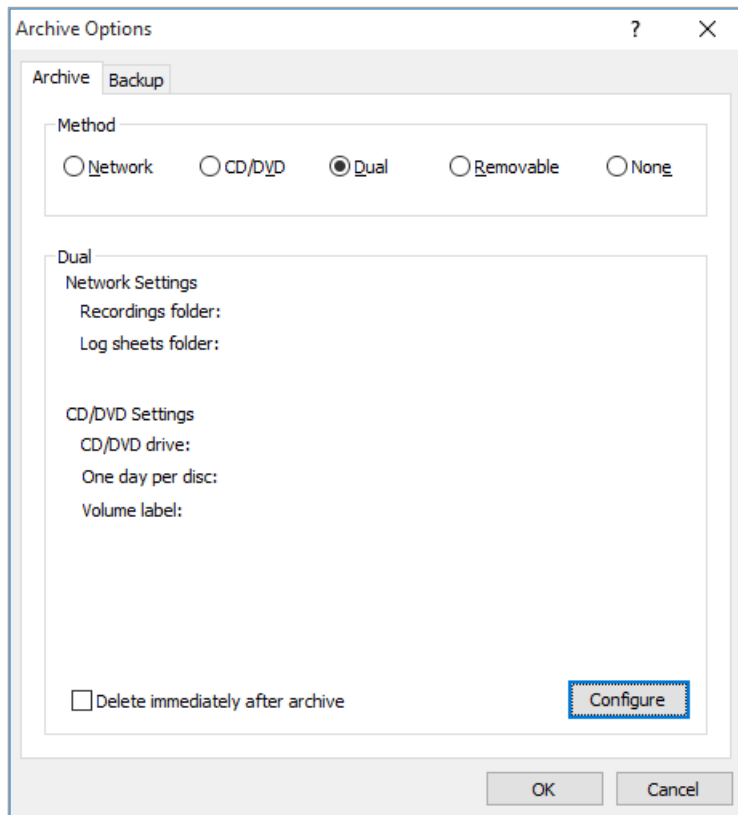 Archive Options ?
Archive Backup
Method
Network CD/DVD Dual Removable None
Dual
Network Settings
Recordings folder:
Log sheets folder:
CD/DVD Settings
CD/DVD drive:
One day per disc:
Volume label:
Delete immediately after archive Configure
OK Cancel